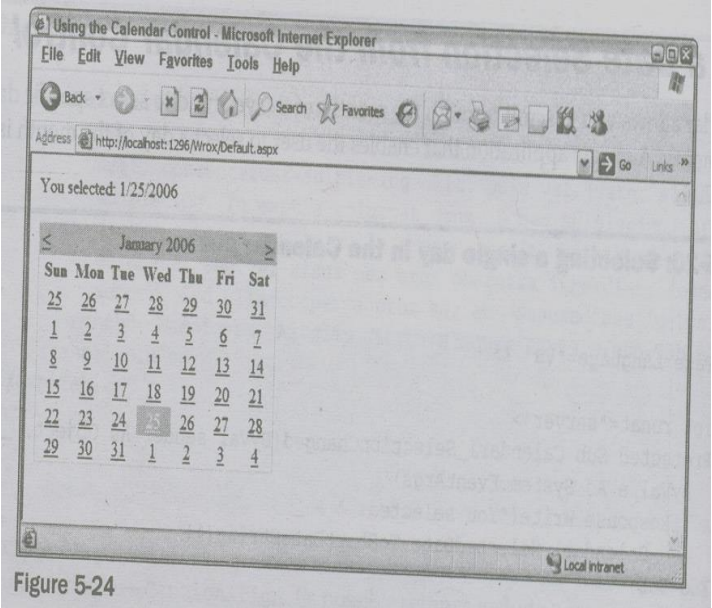 Using the Calendar Control - Microsoft Internet Explorer
File Edit View Favorites Tools Help
Back Search Favorites
Address http://localhost:1296/Wrox/Default.aspx Go Links »
You selected: 1/25/2006
< January 2006 >
Sun Mon Tue Wed Thu Fri Sat
25 26 27 28 29 30 31
1 2 3 4 5 6 7
8 9 10 11 12 13 14
15 16 17 18 19 20 21
22 23 24 25 26 27 28
29 30 31 1 2 3 4
Local intranet
Figure 5-24